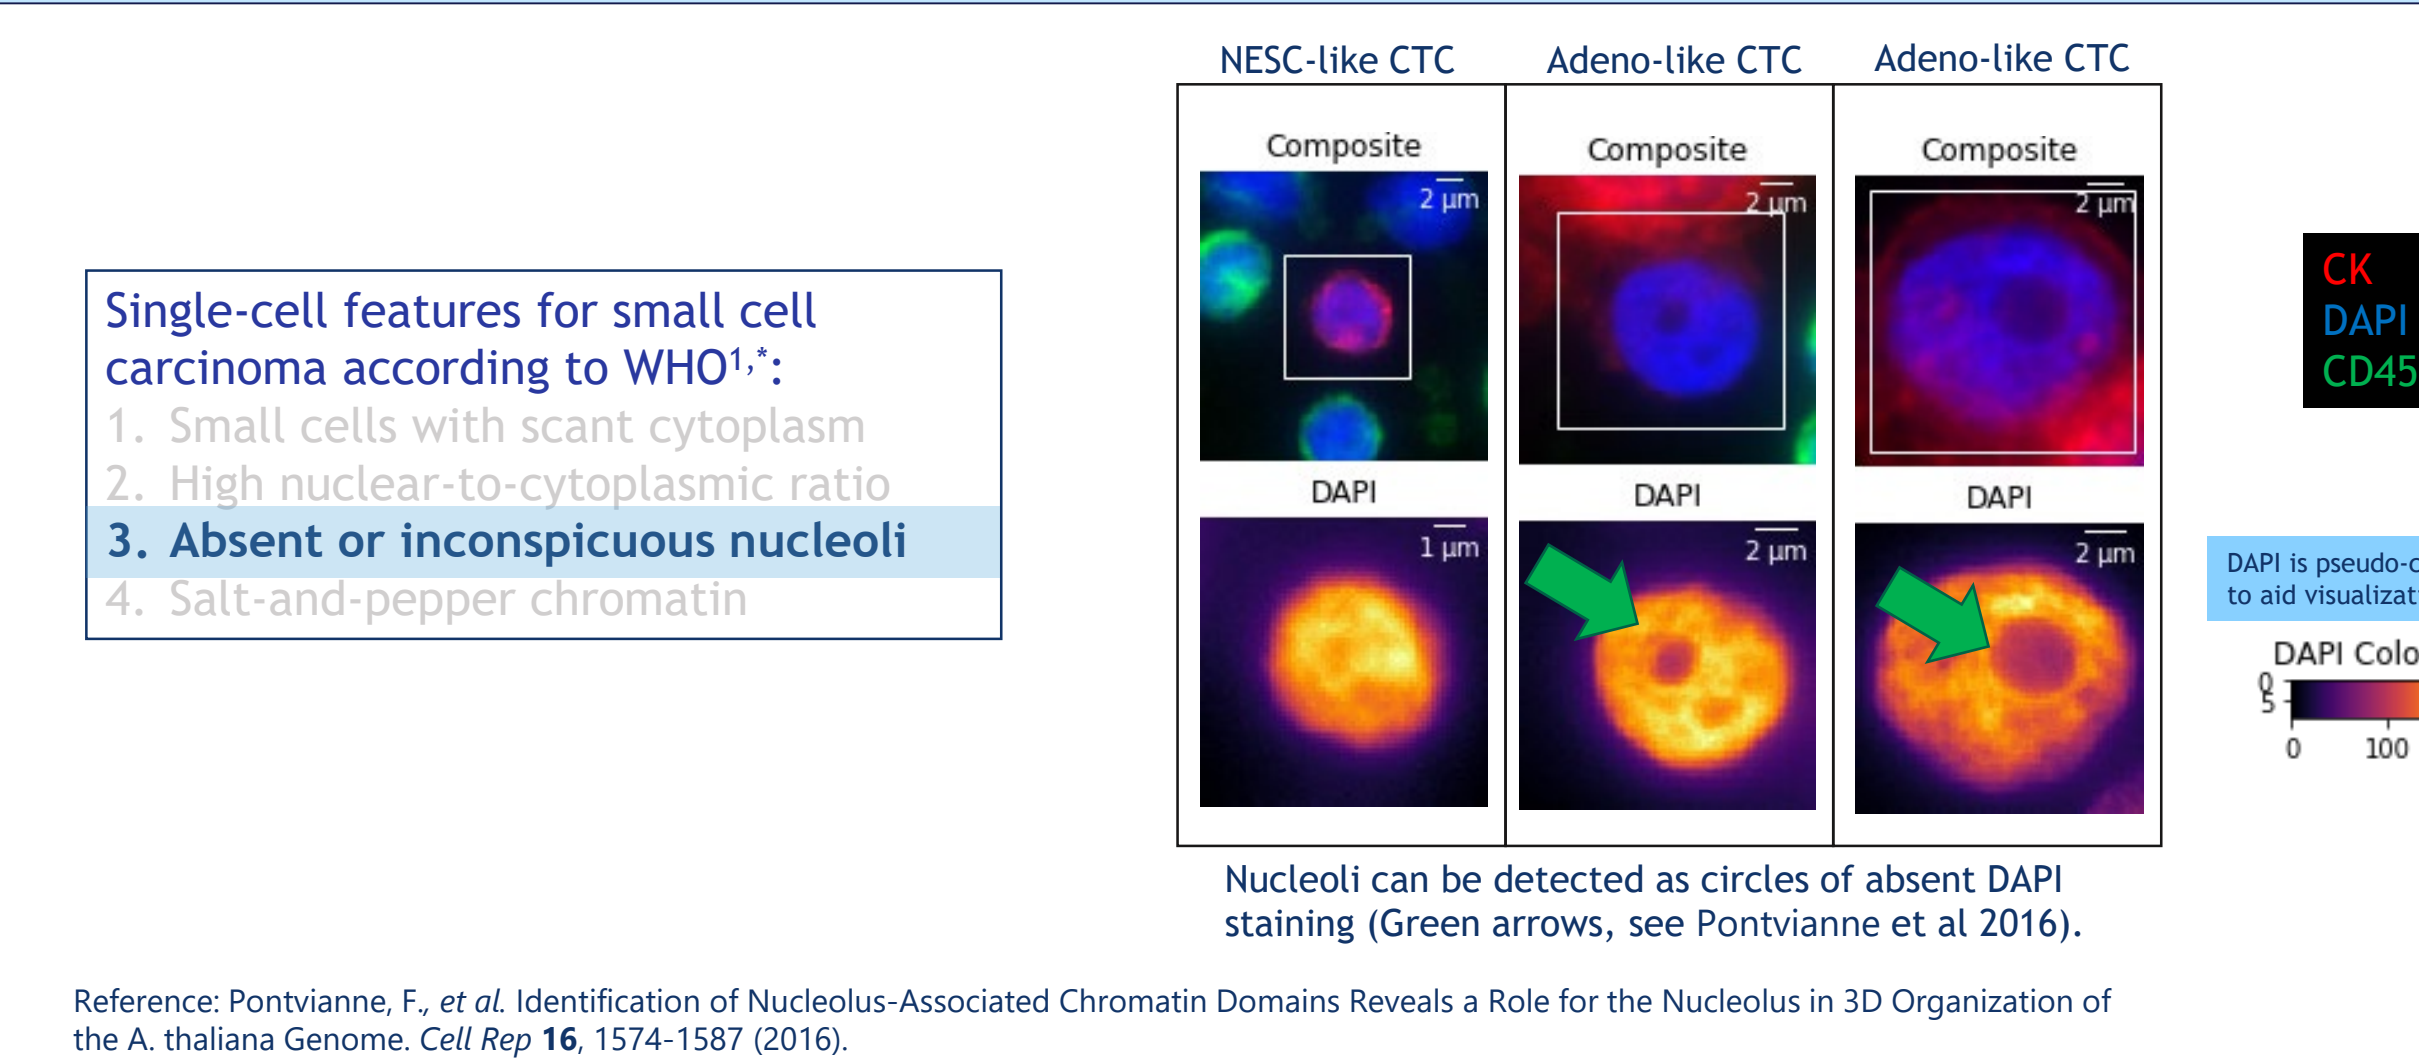 NESC-like CTC
Adeno-like CTC
Adeno-like CTC
Composite
2 µm
Composite
2 µm
Composite
2 µm
DAPI
1 µm
DAPI
2 µm
DAPI
2 µm
Single-cell features for small cell
carcinoma according to WHO1,*:
1. Small cells with scant cytoplasm
2. High nuclear-to-cytoplasmic ratio
3. Absent or inconspicuous nucleoli
4. Salt-and-pepper chromatin
CK
DAPI
CD45
DAPI is pseudo-c
to aid visualizat
DAPI Colo
0
5
0 100
Nucleoli can be detected as circles of absent DAPI
staining (Green arrows, see Pontvianne et al 2016).
Reference: Pontvianne, F., et al. Identification of Nucleolus-Associated Chromatin Domains Reveals a Role for the Nucleolus in 3D Organization of
the A. thaliana Genome. Cell Rep 16, 1574-1587 (2016).